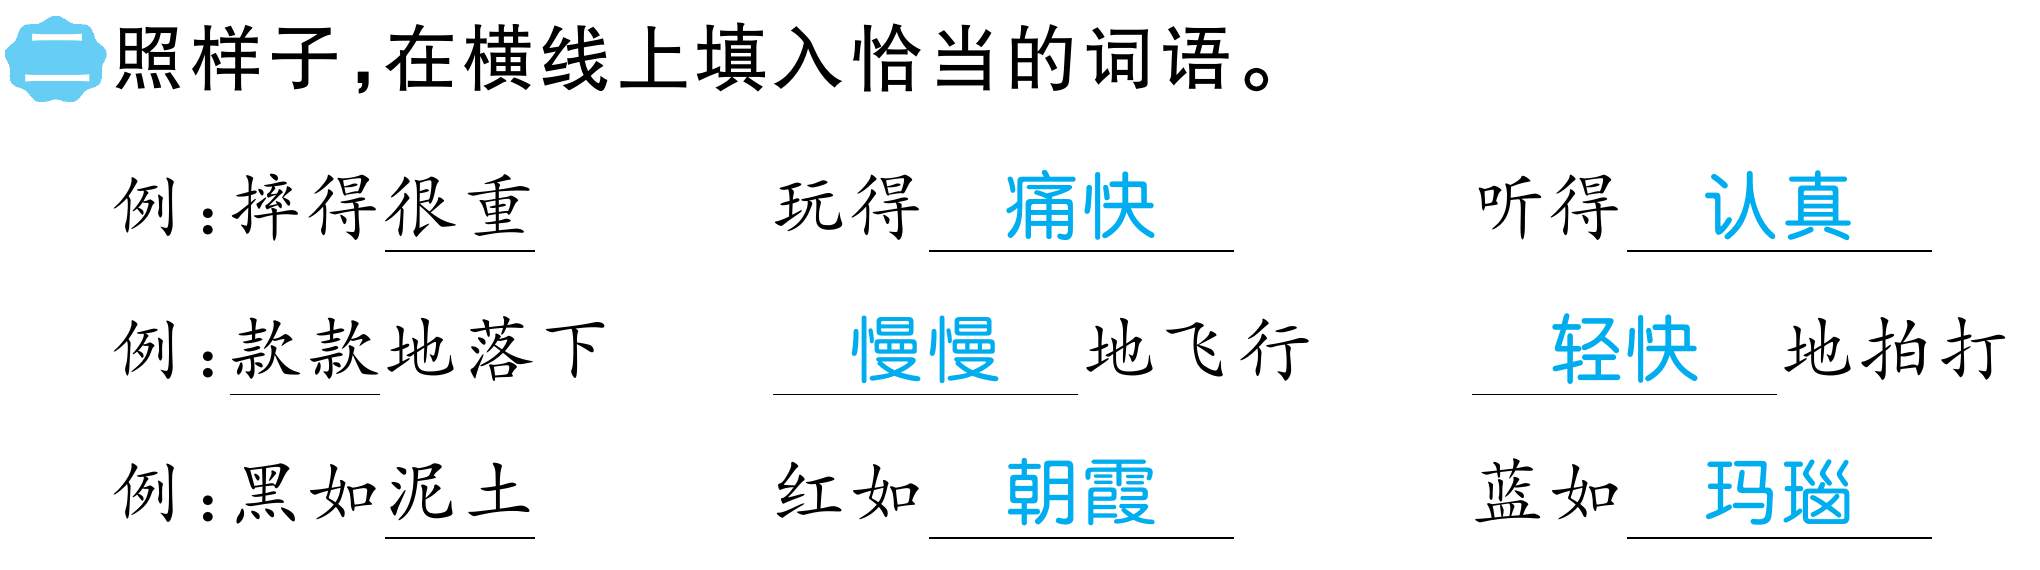 二 照样子,在横线上填入恰当的词语。
例:摔得很重 玩得 痛快 听得 认真
例:款款地落下 慢慢 地飞行 轻快 地拍打
例:黑如泥土 红如 朝霞 蓝如 玛瑙